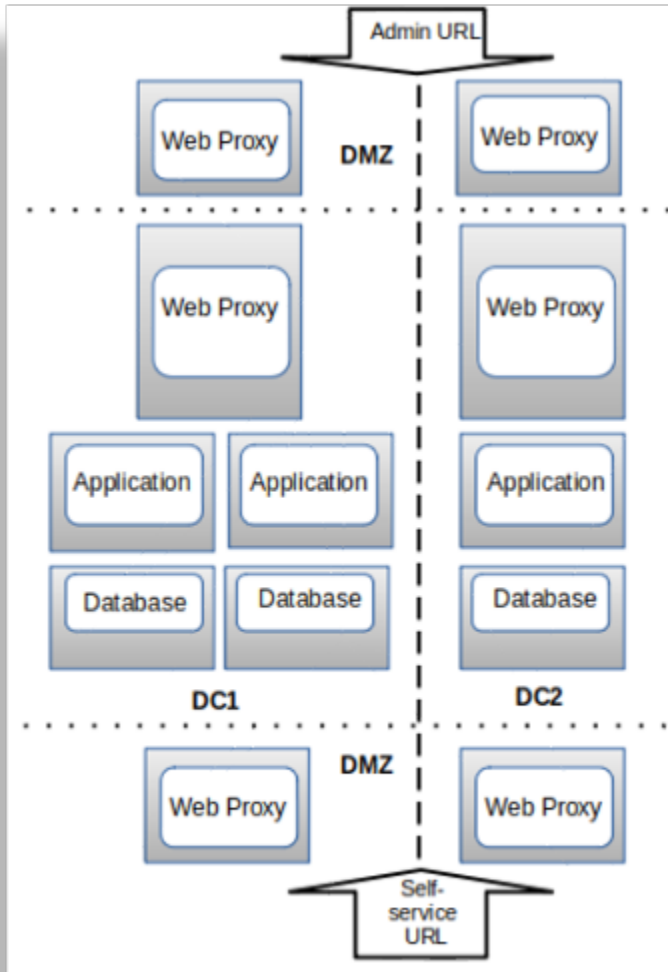 Admin URL
Web Proxy
Web Proxy
DMZ
Web Proxy
Web Proxy
Application
Application
Application
Database
Database
Database
DC1
DC2
DMZ
Web Proxy
Web Proxy
Self-
service
URL